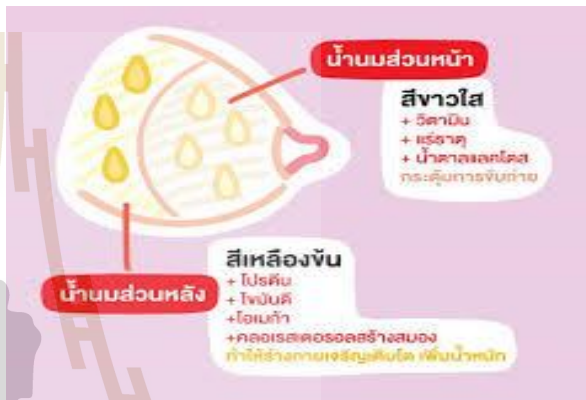 น้ำนมส่วนหน้า
สีขาวใส
+ วิตามิน
+ แร่ธาตุ
+ น้ำตาลแลคโตส
กระตุ้นการขับถ่าย
น้ำนมส่วนหลัง
สีเหลืองข้น
+ โปรตีน
+ ไขมันดี
+โอเมก้า
+คลอเรสเตอรอลสร้างสมอง
ทำให้ร่างกายเจริญเติบโต เพิ่มน้ำหนัก